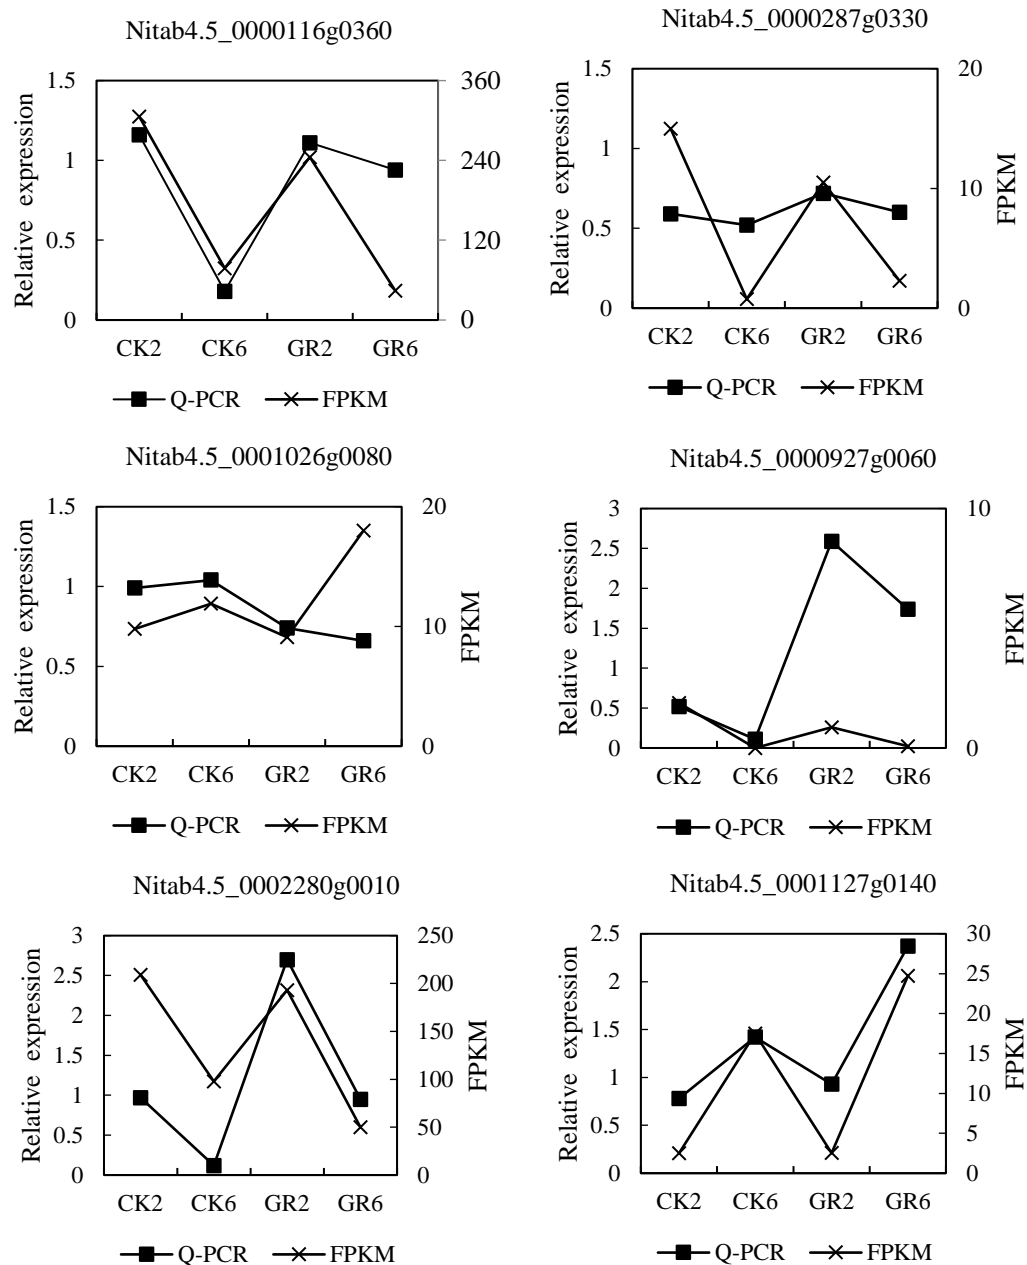 Nitab4.5_0000116g0360
Relative expression
1.5
1
0.5
0
360
240
120
0
CK2 CK6 GR2 GR6
Q-PCR FPKM
Nitab4.5_0000287g0330
Relative expression
1.5
1
0.5
0
20
10
0
FPKM
CK2 CK6 GR2 GR6
Q-PCR FPKM
Nitab4.5_0001026g0080
Relative expression
1.5
1
0.5
0
20
10
0
FPKM
CK2 CK6 GR2 GR6
Q-PCR FPKM
Nitab4.5_0000927g0060
Relative expression
3
2.5
2
1.5
1
0.5
0
10
0
FPKM
CK2 CK6 GR2 GR6
Q-PCR FPKM
Nitab4.5_0002280g0010
Relative expression
3
2.5
2
1.5
1
0.5
0
250
200
150
100
50
0
FPKM
CK2 CK6 GR2 GR6
Q-PCR FPKM
Nitab4.5_0001127g0140
Relative expression
2.5
2
1.5
1
0.5
0
30
25
20
15
10
5
0
FPKM
CK2 CK6 GR2 GR6
Q-PCR FPKM